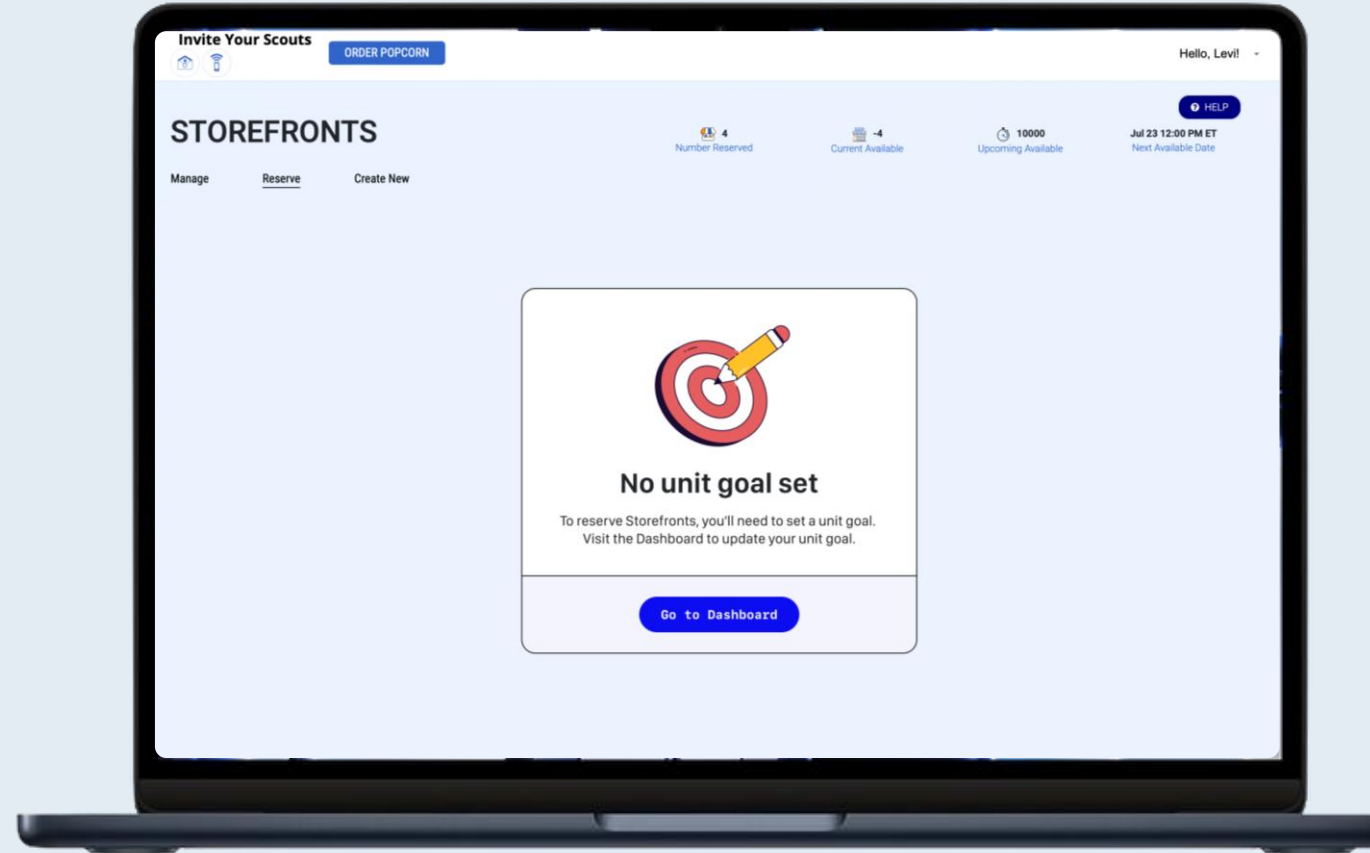 Invite Your Scouts
ORDER POPCORN
Hello, Levi!
HELP
STOREFRONTS
4
Number Reserved
-4
Current Available
10000
Upcoming Available
Jul 23 12:00 PM ET
Next Available Date
Manage
Reserve
Create New
No unit goal set
To reserve Storefronts, you'll need to set a unit goal.
Visit the Dashboard to update your unit goal.
Go to Dashboard